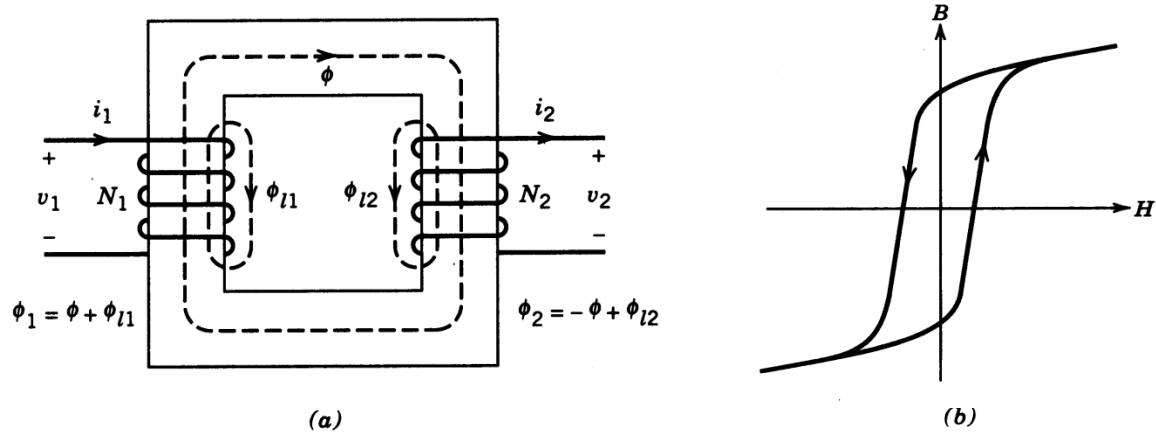 ϕ
i₁
i₂
+
+
v₁
N₁
ϕₗ₁
ϕₗ₂
N₂
v₂
−
−
ϕ₁ = ϕ + ϕₗ₁
ϕ₂ = − ϕ + ϕₗ₂
(a)
B
H
(b)